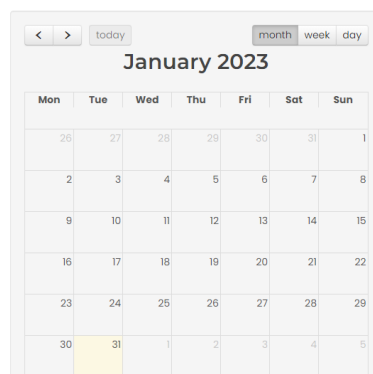 today month week day
January 2023
Mon Tue Wed Thu Fri Sat Sun
26 27 28 29 30 31 1
2 3 4 5 6 7 8
9 10 11 12 13 14 15
16 17 18 19 20 21 22
23 24 25 26 27 28 29
30 31 1 2 3 4 5